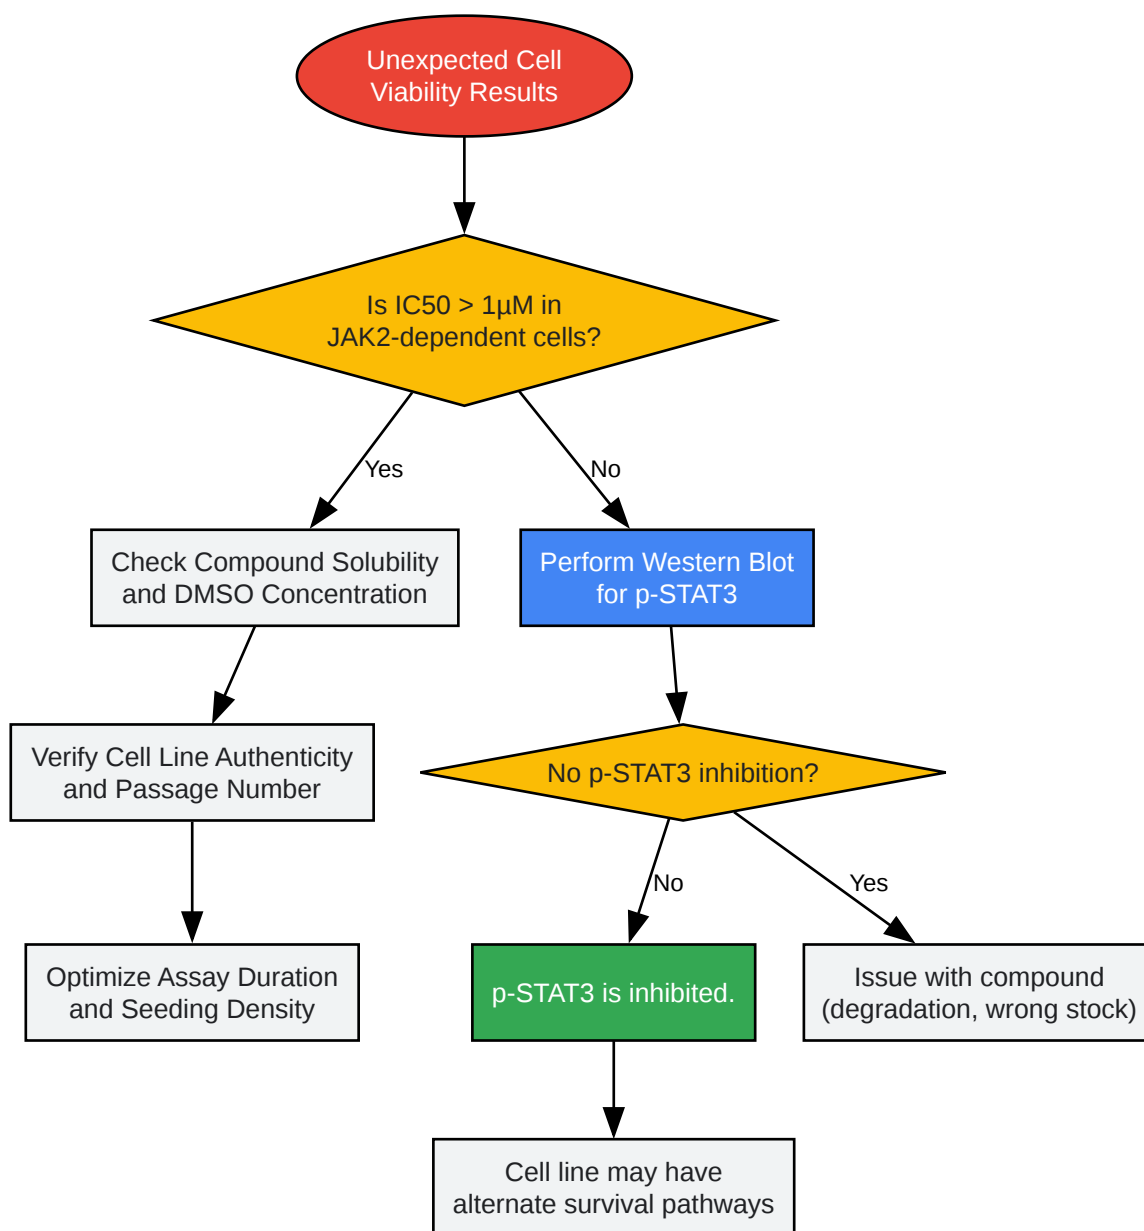 Unexpected Cell
Viability Results
Is IC50 > 1µM in
JAK2-dependent cells?
Yes
No
Check Compound Solubility
and DMSO Concentration
Perform Western Blot
for p-STAT3
Verify Cell Line Authenticity
and Passage Number
No p-STAT3 inhibition?
No
Yes
Optimize Assay Duration
and Seeding Density
p-STAT3 is inhibited.
Issue with compound
(degradation, wrong stock)
Cell line may have
alternate survival pathways